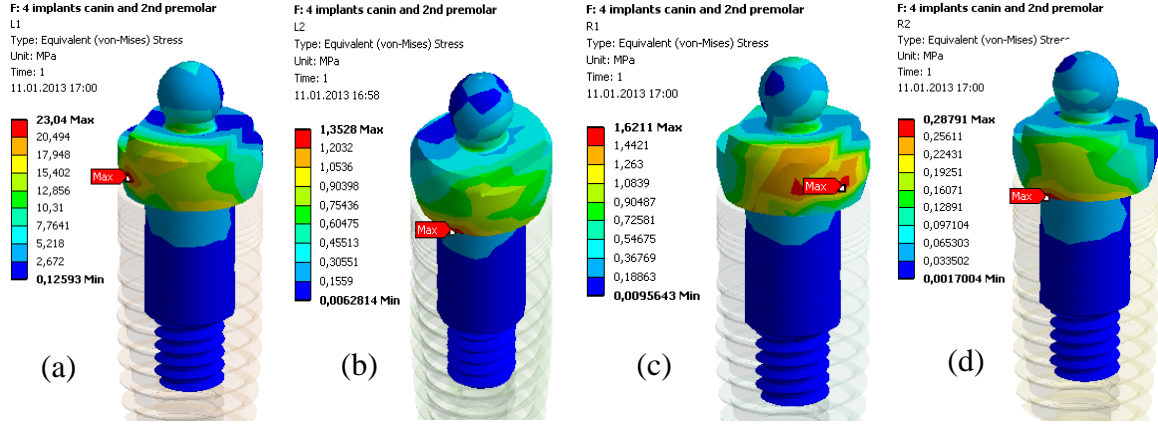 F: 4 implants canin and 2nd premolar
L1
Type: Equivalent (von-Mises) Stress
Unit: MPa
Time: 1
11.01.2013 17:00
23,04 Max
20,494
17,948
15,402
12,856
10,31
7,7641
5,218
2,672
0,12593 Min
Max
(a)
F: 4 implants canin and 2nd premolar
L2
Type: Equivalent (von-Mises) Stress
Unit: MPa
Time: 1
11.01.2013 16:58
1,3528 Max
1,2032
1,0536
0,90398
0,75436
0,60475
0,45513
0,30551
0,1559
0,0062814 Min
Max
(b)
F: 4 implants canin and 2nd premolar
R1
Type: Equivalent (von-Mises) Stress
Unit: MPa
Time: 1
11.01.2013 17:00
1,6211 Max
1,4421
1,263
1,0839
0,90487
0,72581
0,54675
0,36769
0,18863
0,0095643 Min
Max
(c)
F: 4 implants canin and 2nd premolar
R2
Type: Equivalent (von-Mises) Stress
Unit: MPa
Time: 1
11.01.2013 17:00
0,28791 Max
0,25611
0,22431
0,19251
0,16071
0,12891
0,097104
0,065303
0,033502
0,0017004 Min
Max
(d)